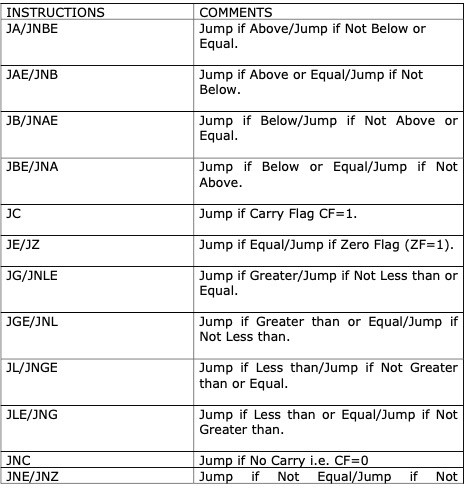 INSTRUCTIONS COMMENTS
JA/JNBE Jump if Above/Jump if Not Below or
Equal.
JAE/JNB Jump if Above or Equal/Jump if Not
Below.
JB/JNAE Jump if Below/Jump if Not Above or
Equal.
JBE/JNA Jump if Below or Equal/Jump if Not
Above.
JC Jump if Carry Flag CF=1.
JE/JZ Jump if Equal/Jump if Zero Flag (ZF=1).
JG/JNLE Jump if Greater/Jump if Not Less than or
Equal.
JGE/JNL Jump if Greater than or Equal/Jump if
Not Less than.
JL/JNGE Jump if Less than/Jump if Not Greater
than or Equal.
JLE/JNG Jump if Less than or Equal/Jump if Not
Greater than.
JNC Jump if No Carry i.e. CF=0
JNE/JNZ Jump if Not Equal/Jump if Not